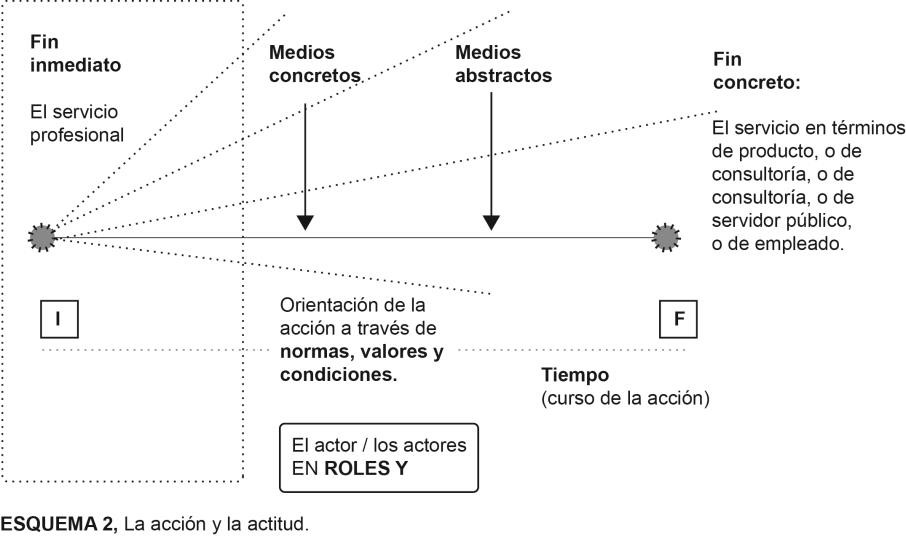 Fin
inmediato
El servicio
profesional
Medios
concretos
Medios
abstractos
Fin
concreto:
El servicio en términos
de producto, o de
consultoría, o de
consultoría, o de
servidor público,
o de empleado.
I
F
Orientación de la
acción a través de
normas, valores y
condiciones.
Tiempo
(curso de la acción)
El actor / los actores
EN ROLES Y
ESQUEMA 2, La acción y la actitud.